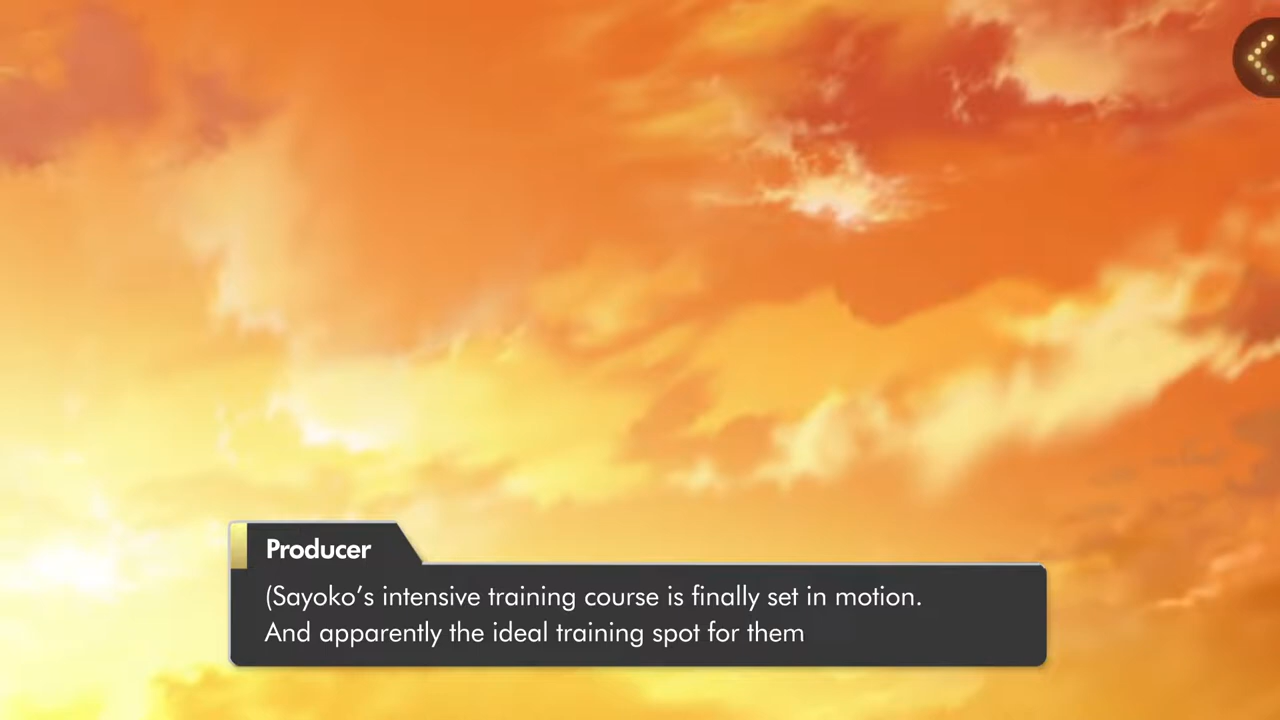 Producer
(Sayoko's intensive training course is finally set in motion.
And apparently the ideal training spot for them